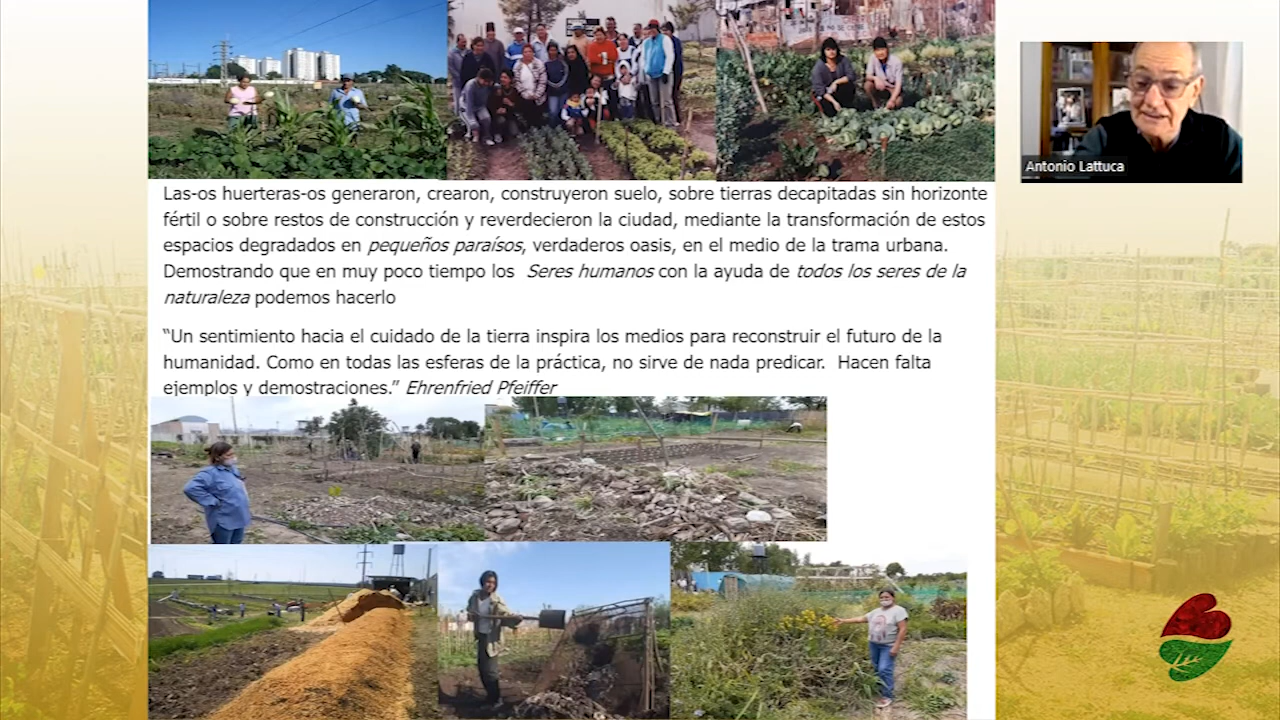 Las-os huerteras-os generaron, crearon, construyeron suelo, sobre tierras decapitadas sin horizonte
fértil o sobre restos de construcción y reverdecieron la ciudad, mediante la transformación de estos
espacios degradados en pequeños paraísos, verdaderos oasis, en el medio de la trama urbana.
Demostrando que en muy poco tiempo los Seres humanos con la ayuda de todos los seres de la
naturaleza podemos hacerlo
“Un sentimiento hacia el cuidado de la tierra inspira los medios para reconstruir el futuro de la
humanidad. Como en todas las esferas de la práctica, no sirve de nada predicar. Hacen falta
ejemplos y demostraciones.” Ehrenfried Pfeiffer
Antonio Lattuca